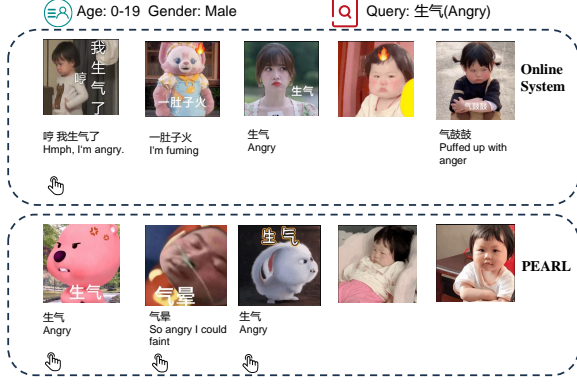 Age: 0-19 Gender: Male
Query: 生气(Angry)
哼
我生气了
一肚子火
生气
气鼓鼓
Online System
哼 我生气了
Hmph, I'm angry.
一肚子火
I'm fuming
生气
Angry
气鼓鼓
Puffed up with
anger
生气
气晕
生气
PEARL
生气
Angry
气晕
So angry I could
faint
生气
Angry